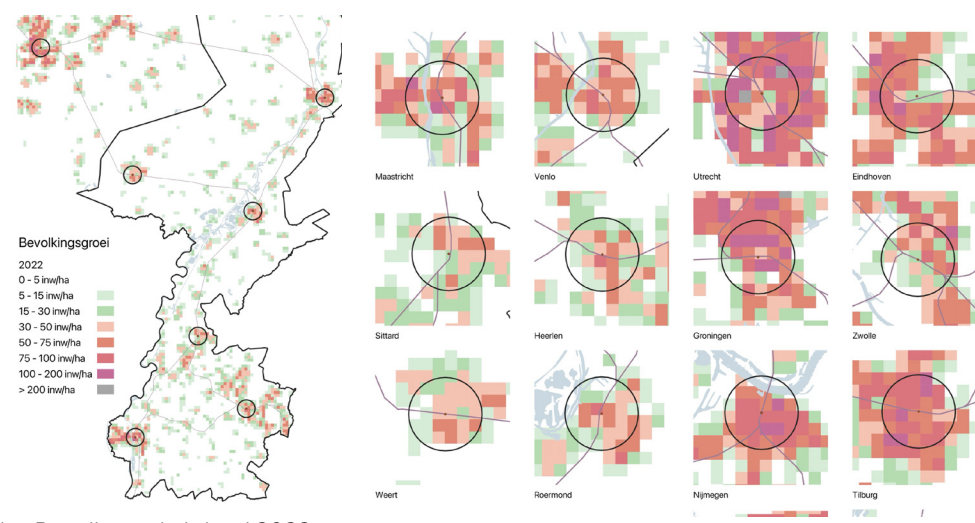 Maastricht
Venlo
Utrecht
Eindhoven
Bevolkingsgroei
2022
0 - 5 inw/ha
5 - 15 inw/ha
15 - 30 inw/ha
30 - 50 inw/ha
50 - 75 inw/ha
75 - 100 inw/ha
100 - 200 inw/ha
> 200 inw/ha
Sittard
Heerlen
Groningen
Zwolle
Weert
Roermond
Nijmegen
Tilburg